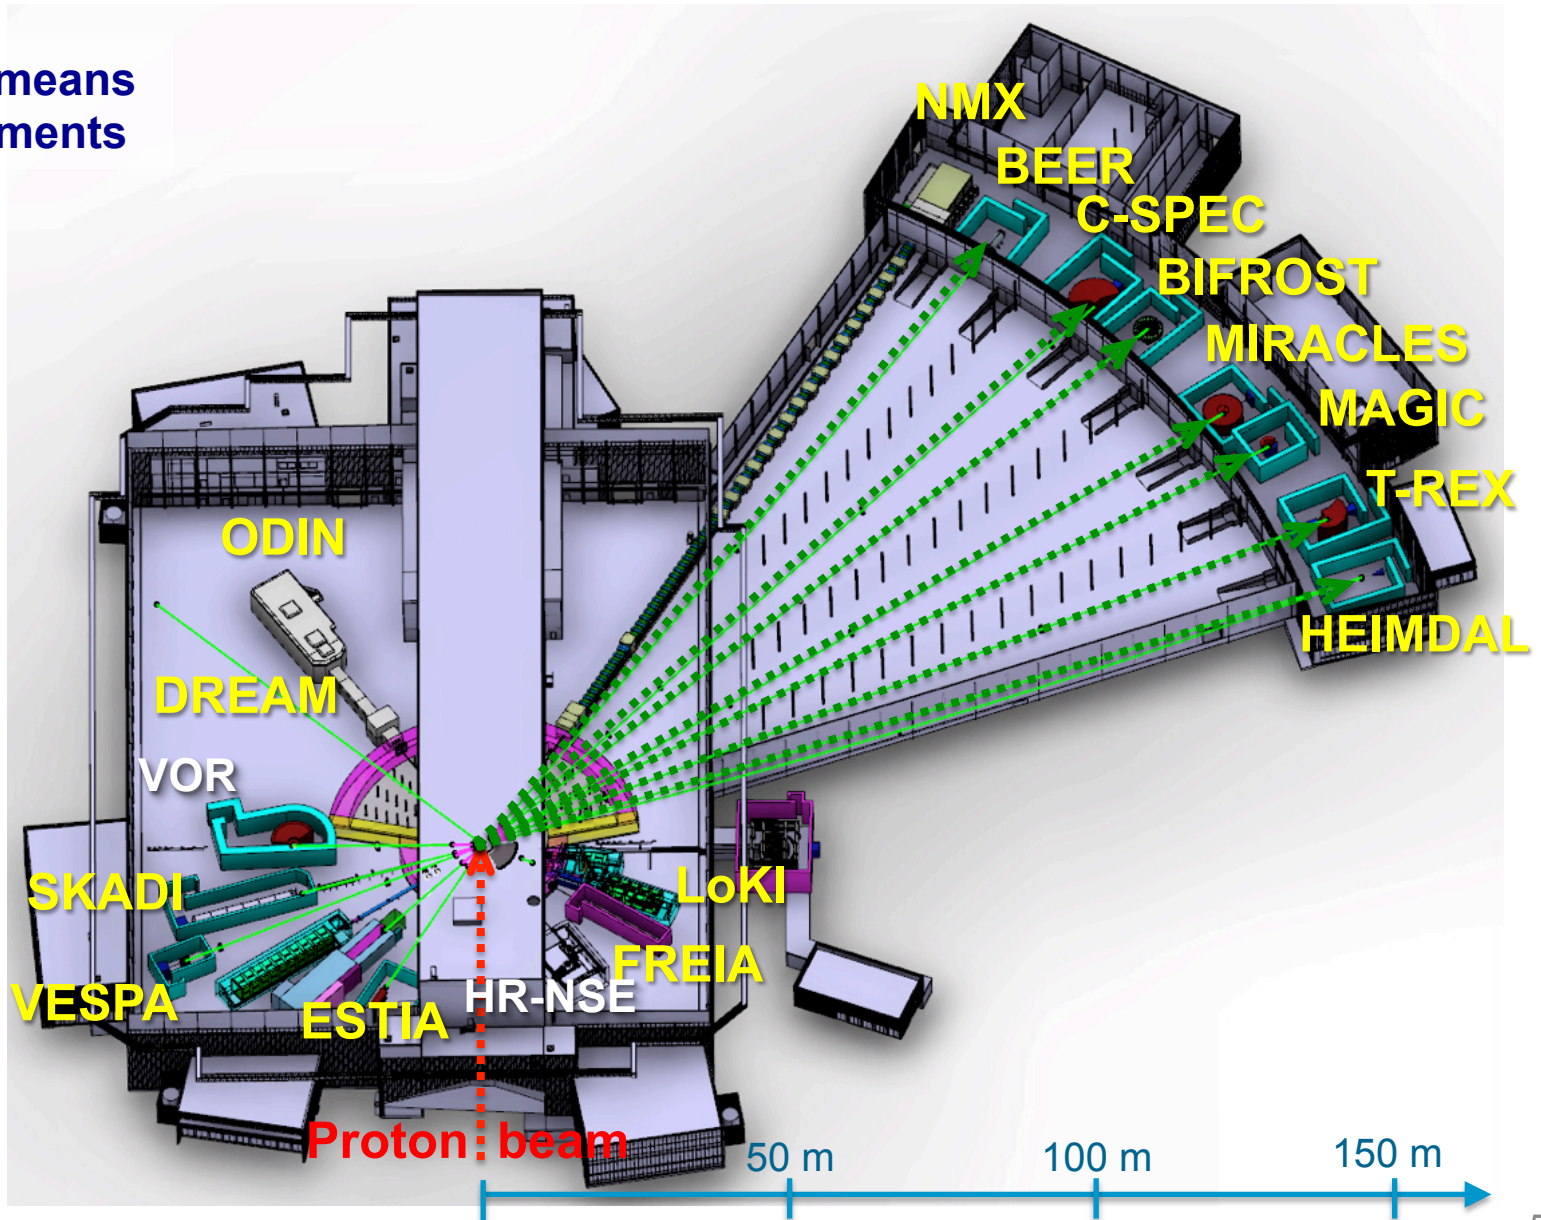 means
ments
NMX
BEER
C-SPEC
BIFROST
MIRACLES
MAGIC
T-REX
HEIMDAL
ODIN
DREAM
VOR
SKADI
VESPA
ESTIA
HR-NSE
FREIA
LoKI
Proton beam
50 m
100 m
150 m